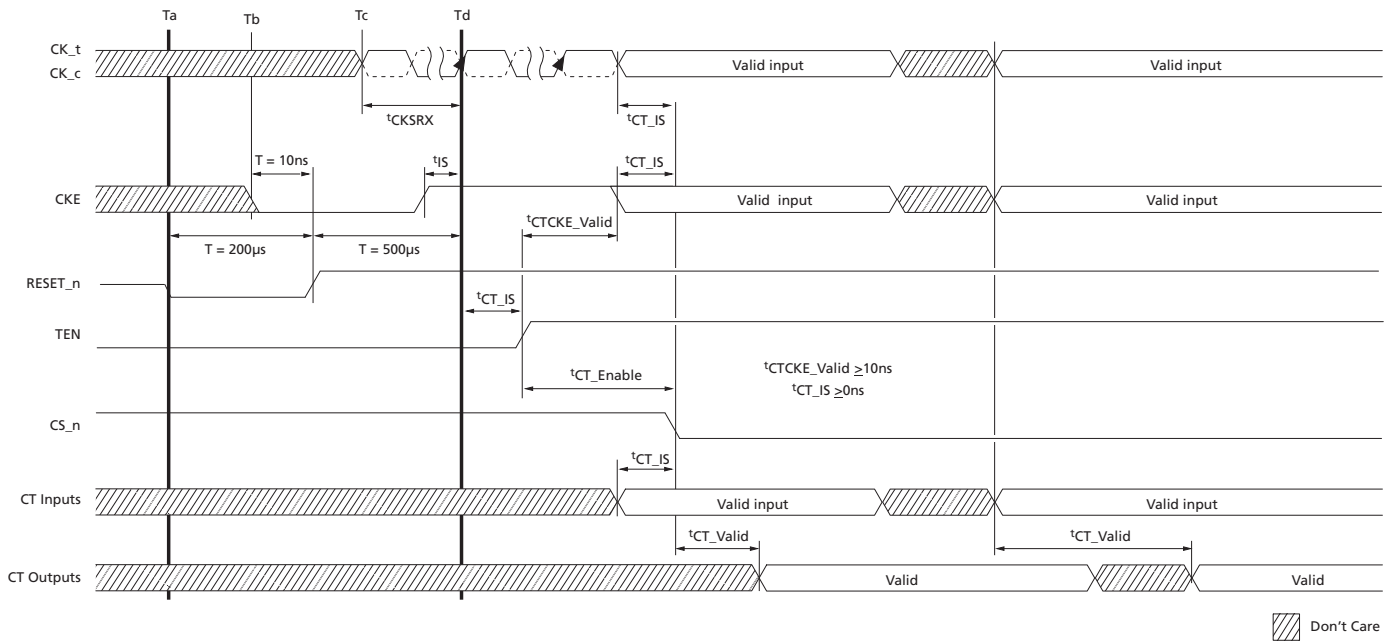 Ta
Tb
Tc
Td
CK_t
CK_c
Valid input
Valid input
tCKSRX
tCT_IS
T = 10ns
tIS
tCT_IS
CKE
Valid input
Valid input
tCTCKE_Valid
T = 200µs
T = 500µs
RESET_n
tCT_IS
TEN
tCT_Enable
tCTCKE_Valid ≥10ns
tCT_IS ≥0ns
CS_n
tCT_IS
CT Inputs
Valid input
Valid input
tCT_Valid
tCT_Valid
CT Outputs
Valid
Valid
Don't Care